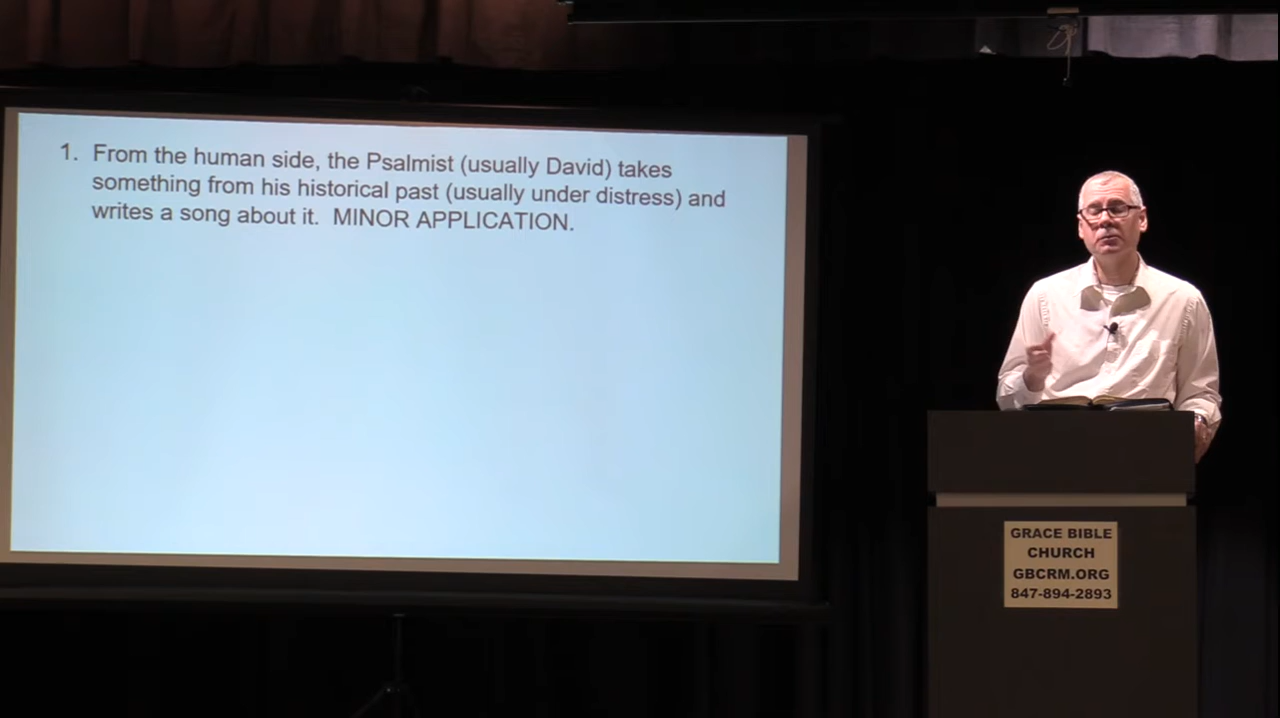 1. From the human side, the Psalmist (usually David) takes
something from his historical past (usually under distress) and
writes a song about it. MINOR APPLICATION.
GRACE BIBLE
CHURCH
GBCRM.ORG
847-894-2893